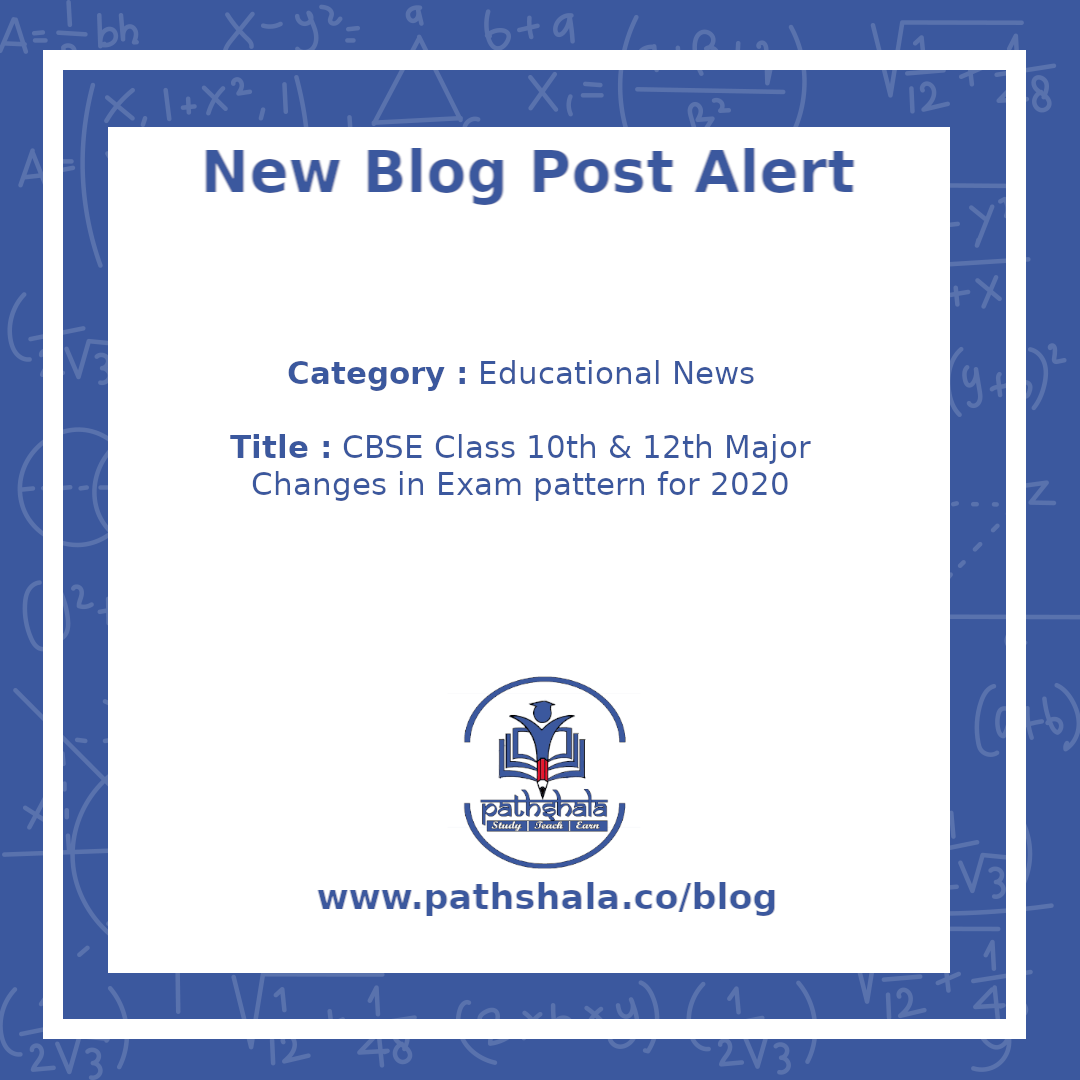 New Blog Post Alert
Category : Educational News
Title : CBSE Class 10th & 12th Major
Changes in Exam pattern for 2020
pathshala
Study | Teach | Earn
www.pathshala.co/blog